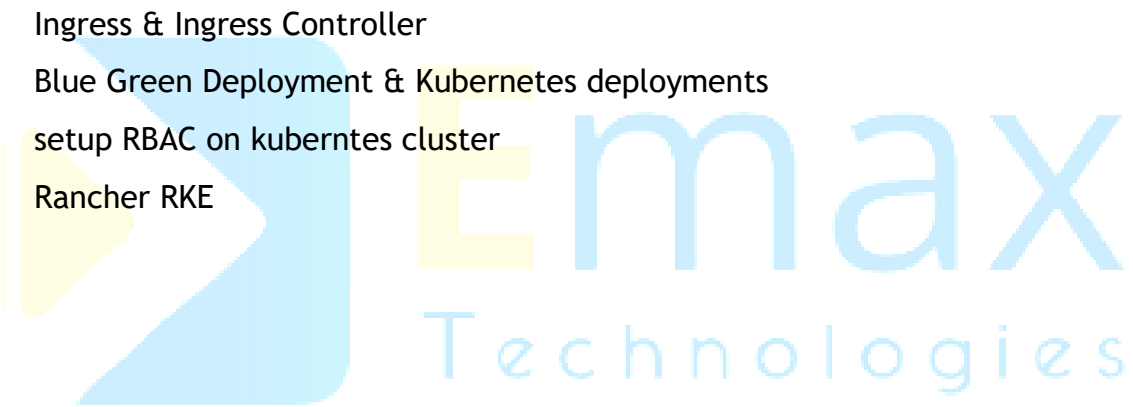 Ingress & Ingress Controller
Blue Green Deployment & Kubernetes deployments
setup RBAC on kuberntes cluster
Rancher RKE
Emax
Technologies